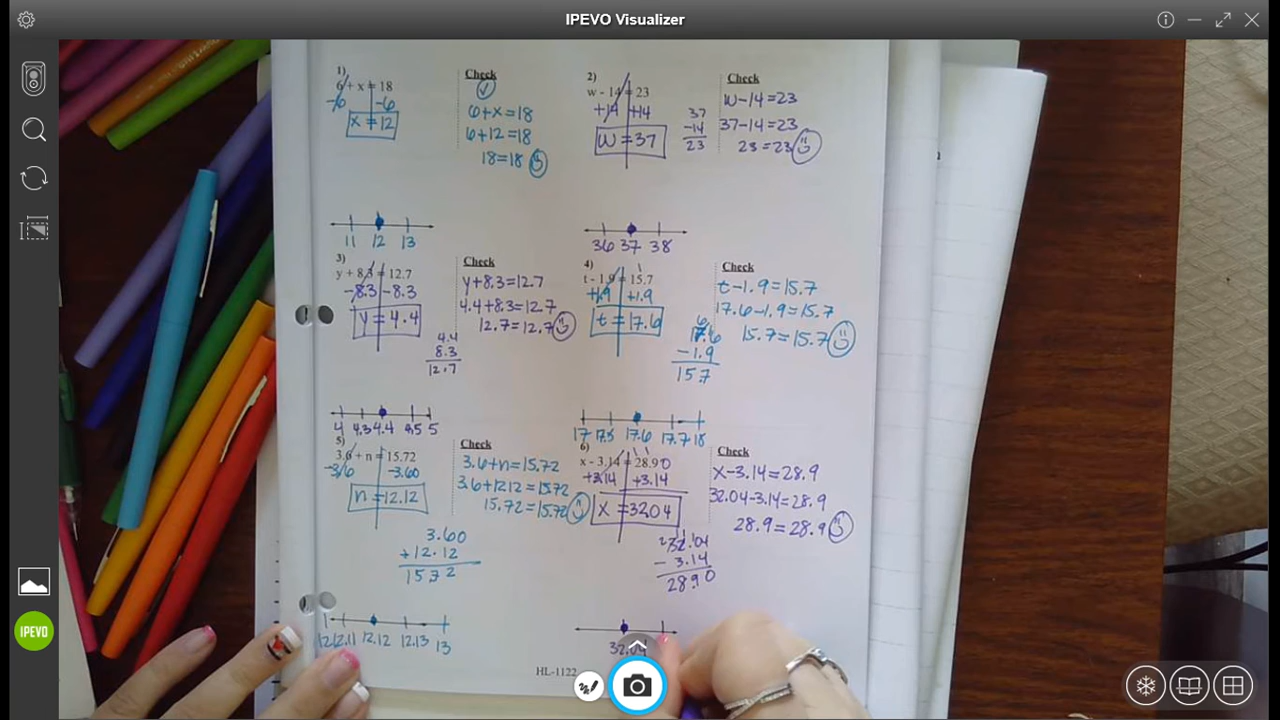 IPEVO Visualizer
1)
6 + x = 18
-6 -6
x = 12
Check
6+x=18
6+12=18
18=18
11 12 13
2)
w - 14 = 23
+14 +14
w = 37
37
-14
23
Check
w-14=23
37-14=23
23=23
36 37 38
3)
y + 8.3 = 12.7
-8.3 -8.3
y = 4.4
Check
y+8.3=12.7
4.4+8.3=12.7
12.7=12.7
4.4
8.3
12.7
4 4.3 4.4 4.5 5
4)
t - 1.9 = 15.7
+1.9 +1.9
t = 17.6
17.6
-1.9
15.7
Check
t-1.9=15.7
17.6-1.9=15.7
15.7=15.7
17 17.5 17.6 17.7 18
5)
3.6 + n = 15.72
-3.6 -3.60
n = 12.12
Check
3.6+n=15.72
3.6+12.12=15.72
15.72=15.72
3.60
+12.12
15.72
12 12.11 12.12 12.13 13
6)
x - 3.14 = 28.90
+3.14 +3.14
x = 32.04
Check
x-3.14=28.9
32.04-3.14=28.9
28.9=28.9
32.04
-3.14
28.90
32.04
HL-1122
IPEVO